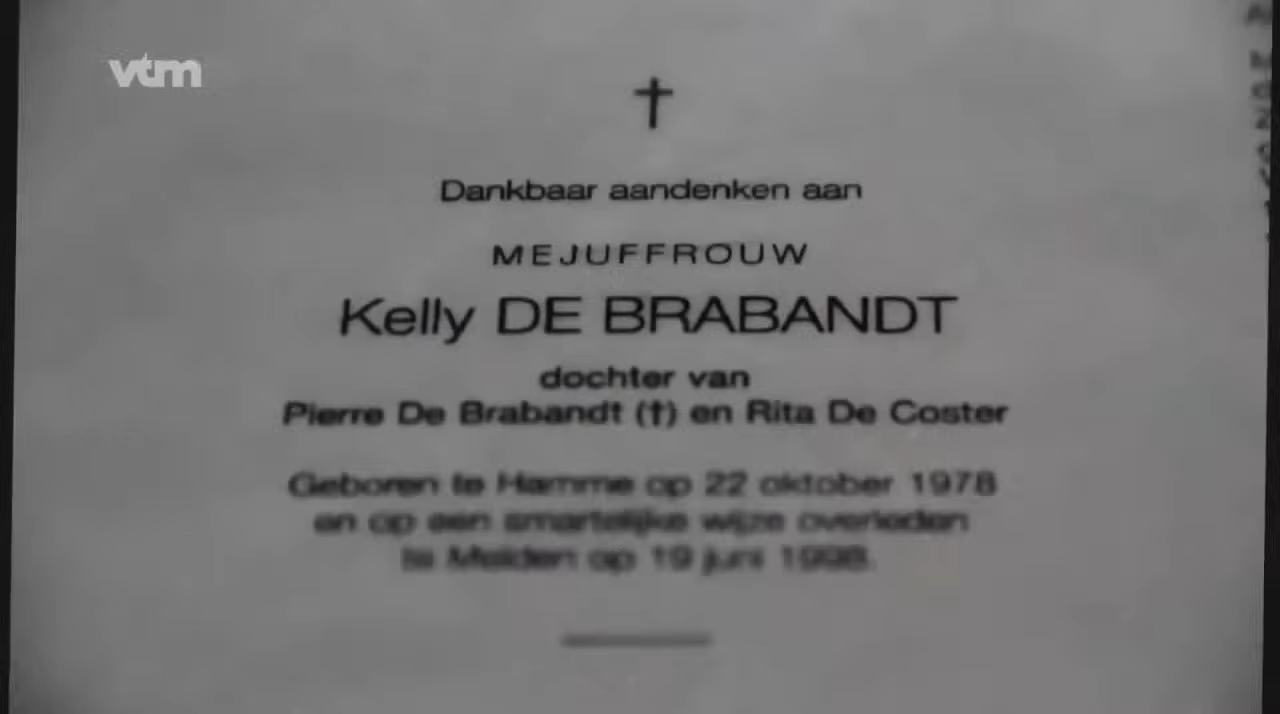 vtm
†
Dankbaar aandenken aan
MEJUFFROUW
Kelly DE BRABANDT
dochter van
Pierre De Brabandt (†) en Rita De Coster
Geboren te Hamme op 22 oktober 1978
en op een smartelijke wijze overleden
te Melden op 19 juni 1998.